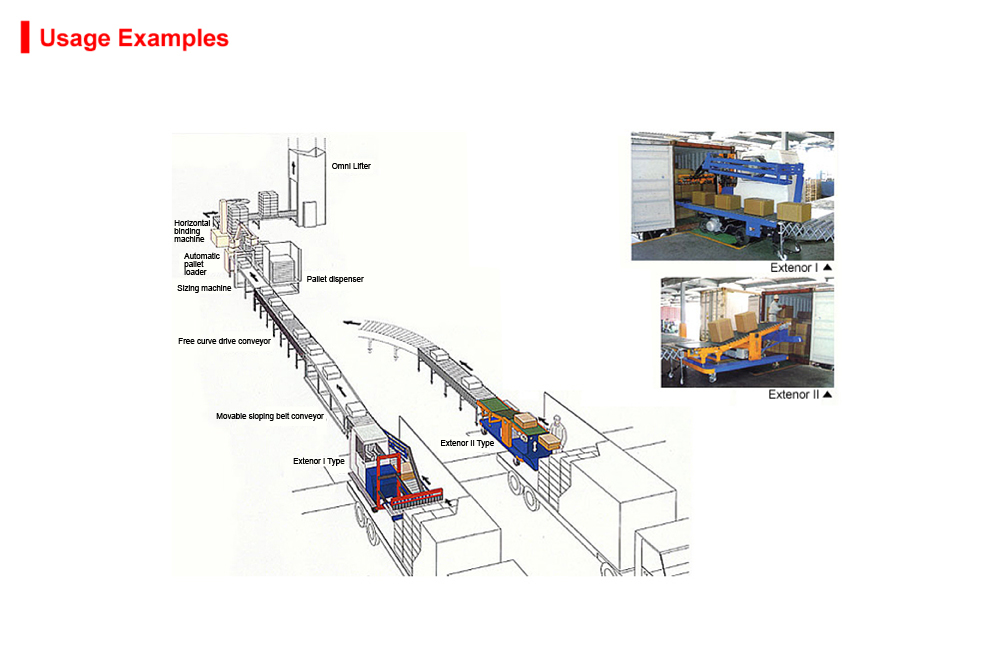 Usage Examples
Omni Lifter
Horizontal
binding
machine
Automatic
pallet
loader
Pallet dispenser
Sizing machine
Free curve drive conveyor
Movable sloping belt conveyor
Extenor I Type
Extenor II Type
Extenor I ▲
Extenor II ▲